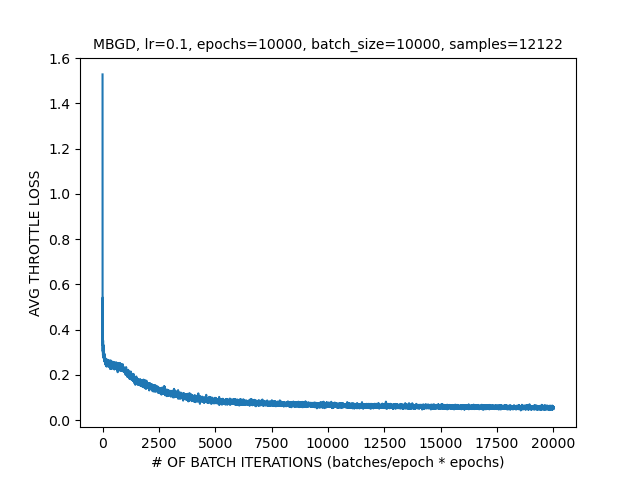 MBGD, lr=0.1, epochs=10000, batch_size=10000, samples=12122
1.6
1.4
1.2
1.0
0.8
0.6
0.4
0.2
0.0
AVG THROTTLE LOSS
0 2500 5000 7500 10000 12500 15000 17500 20000
# OF BATCH ITERATIONS (batches/epoch * epochs)